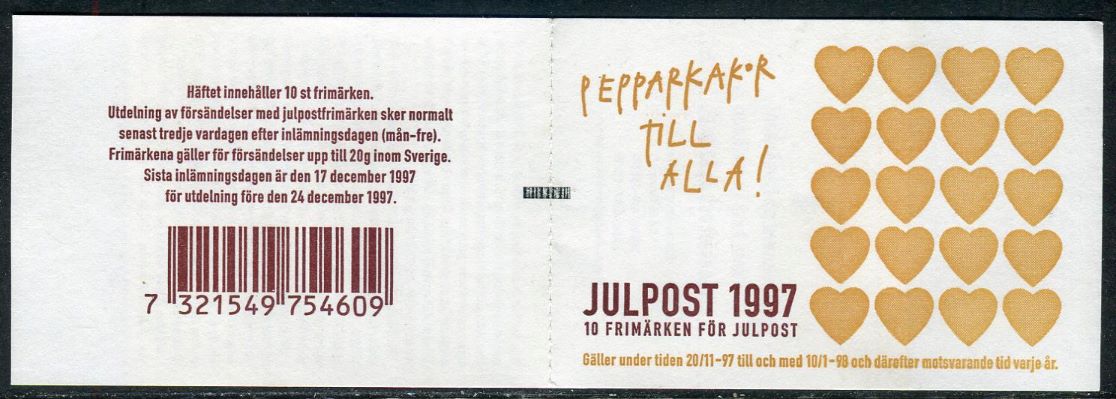 Häftet innehåller 10 st frimärken.
Utdelning av försändelser med julpostfrimärken sker normalt
senast tredje vardagen efter inlämningsdagen (mån-fre).
Frimärkena gäller för försändelser upp till 20g inom Sverige.
Sista inlämningsdagen är den 17 december 1997
för utdelning före den 24 december 1997.
7 321549 754609
PEPPARKAKOR
TILL
ALLA!
JULPOST 1997
10 FRIMÄRKEN FÖR JULPOST
Gäller under tiden 20/11-97 till och med 10/1-98 och därefter motsvarande tid varje år.